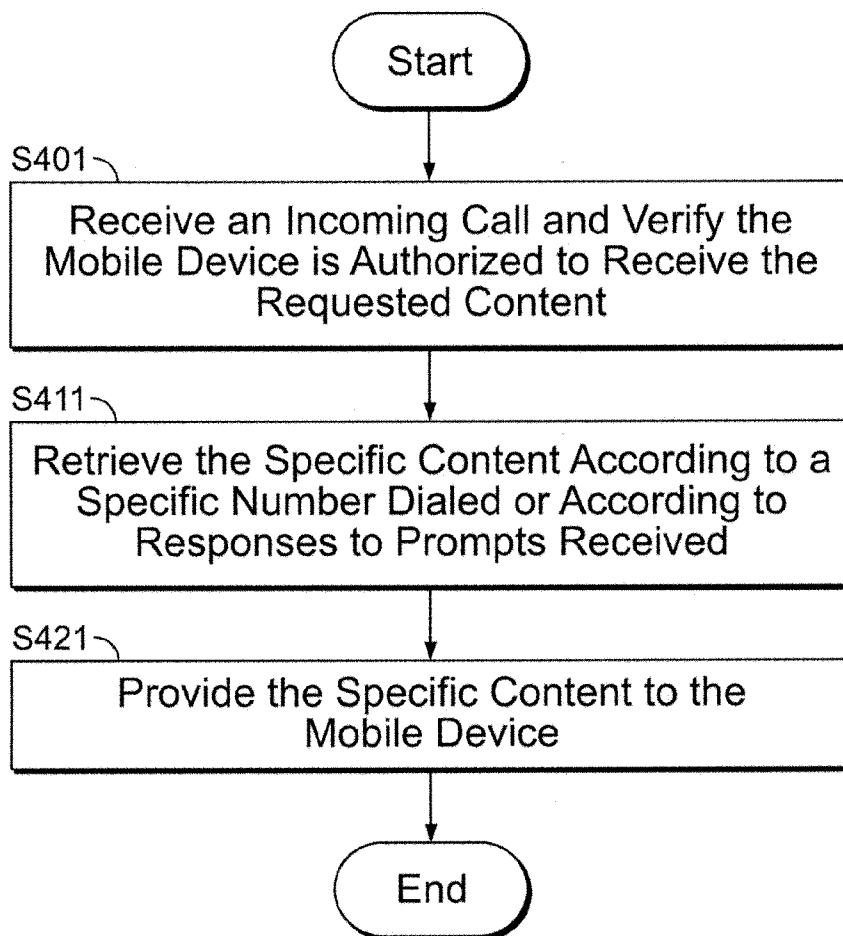 Start
S401
Receive an Incoming Call and Verify the
Mobile Device is Authorized to Receive the
Requested Content
S411
Retrieve the Specific Content According to a
Specific Number Dialed or According to
Responses to Prompts Received
S421
Provide the Specific Content to the
Mobile Device
End